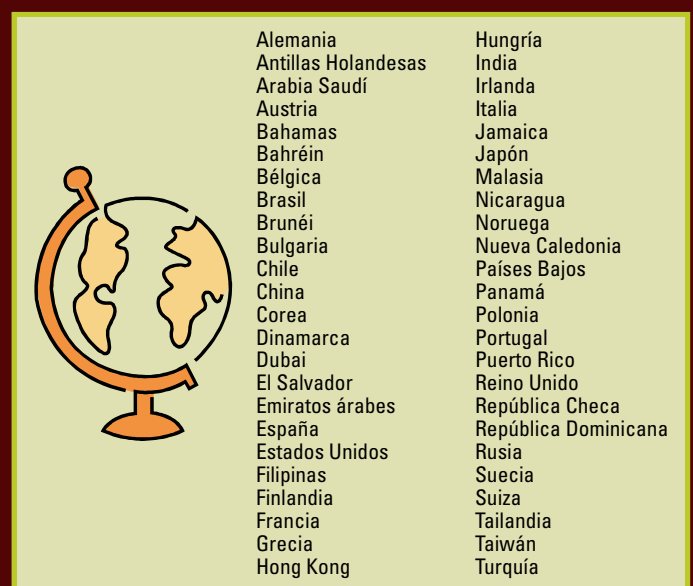 Alemania
Antillas Holandesas
Arabia Saudí
Austria
Bahamas
Bahréin
Bélgica
Brasil
Brunéi
Bulgaria
Chile
China
Corea
Dinamarca
Dubai
El Salvador
Emiratos árabes
España
Estados Unidos
Filipinas
Finlandia
Francia
Grecia
Hong Kong
Hungría
India
Irlanda
Italia
Jamaica
Japón
Malasia
Nicaragua
Noruega
Nueva Caledonia
Países Bajos
Panamá
Polonia
Portugal
Puerto Rico
Reino Unido
República Checa
República Dominicana
Rusia
Suecia
Suiza
Tailandia
Taiwán
Turquía